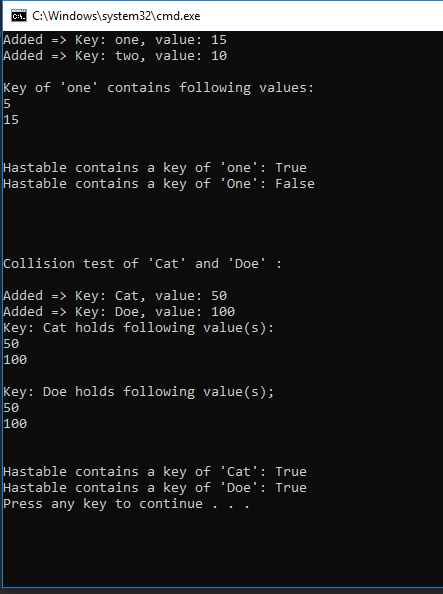 C:\Windows\system32\cmd.exe
Added => Key: one, value: 15
Added => Key: two, value: 10
Key of 'one' contains following values:
5
15
Hastable contains a key of 'one': True
Hastable contains a key of 'One': False
Collision test of 'Cat' and 'Doe' :
Added => Key: Cat, value: 50
Added => Key: Doe, value: 100
Key: Cat holds following value(s):
50
100
Key: Doe holds following value(s);
50
100
Hastable contains a key of 'Cat': True
Hastable contains a key of 'Doe': True
Press any key to continue . . .